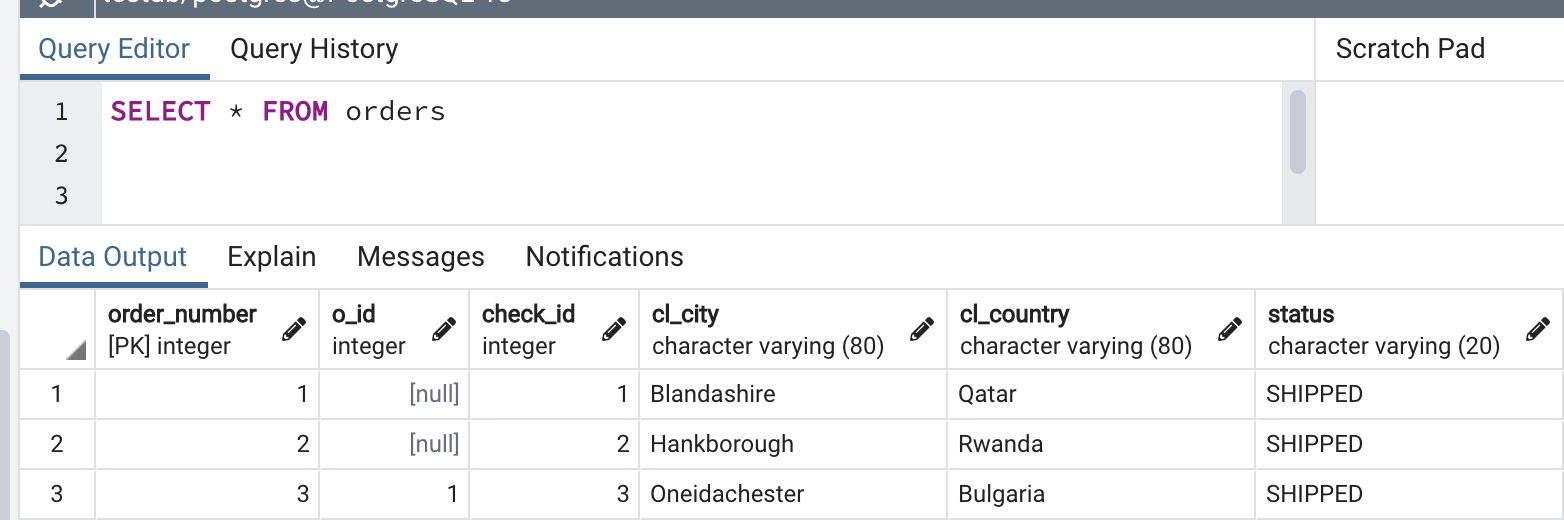 Query Editor Query History Scratch Pad
1 SELECT * FROM orders
2
3
Data Output Explain Messages Notifications
order_number o_id check_id cl_city cl_country status
[PK] integer integer integer character varying (80) character varying (80) character varying (20)
1 1 [null] 1 Blandashire Qatar SHIPPED
2 2 [null] 2 Hankborough Rwanda SHIPPED
3 3 1 3 Oneidachester Bulgaria SHIPPED